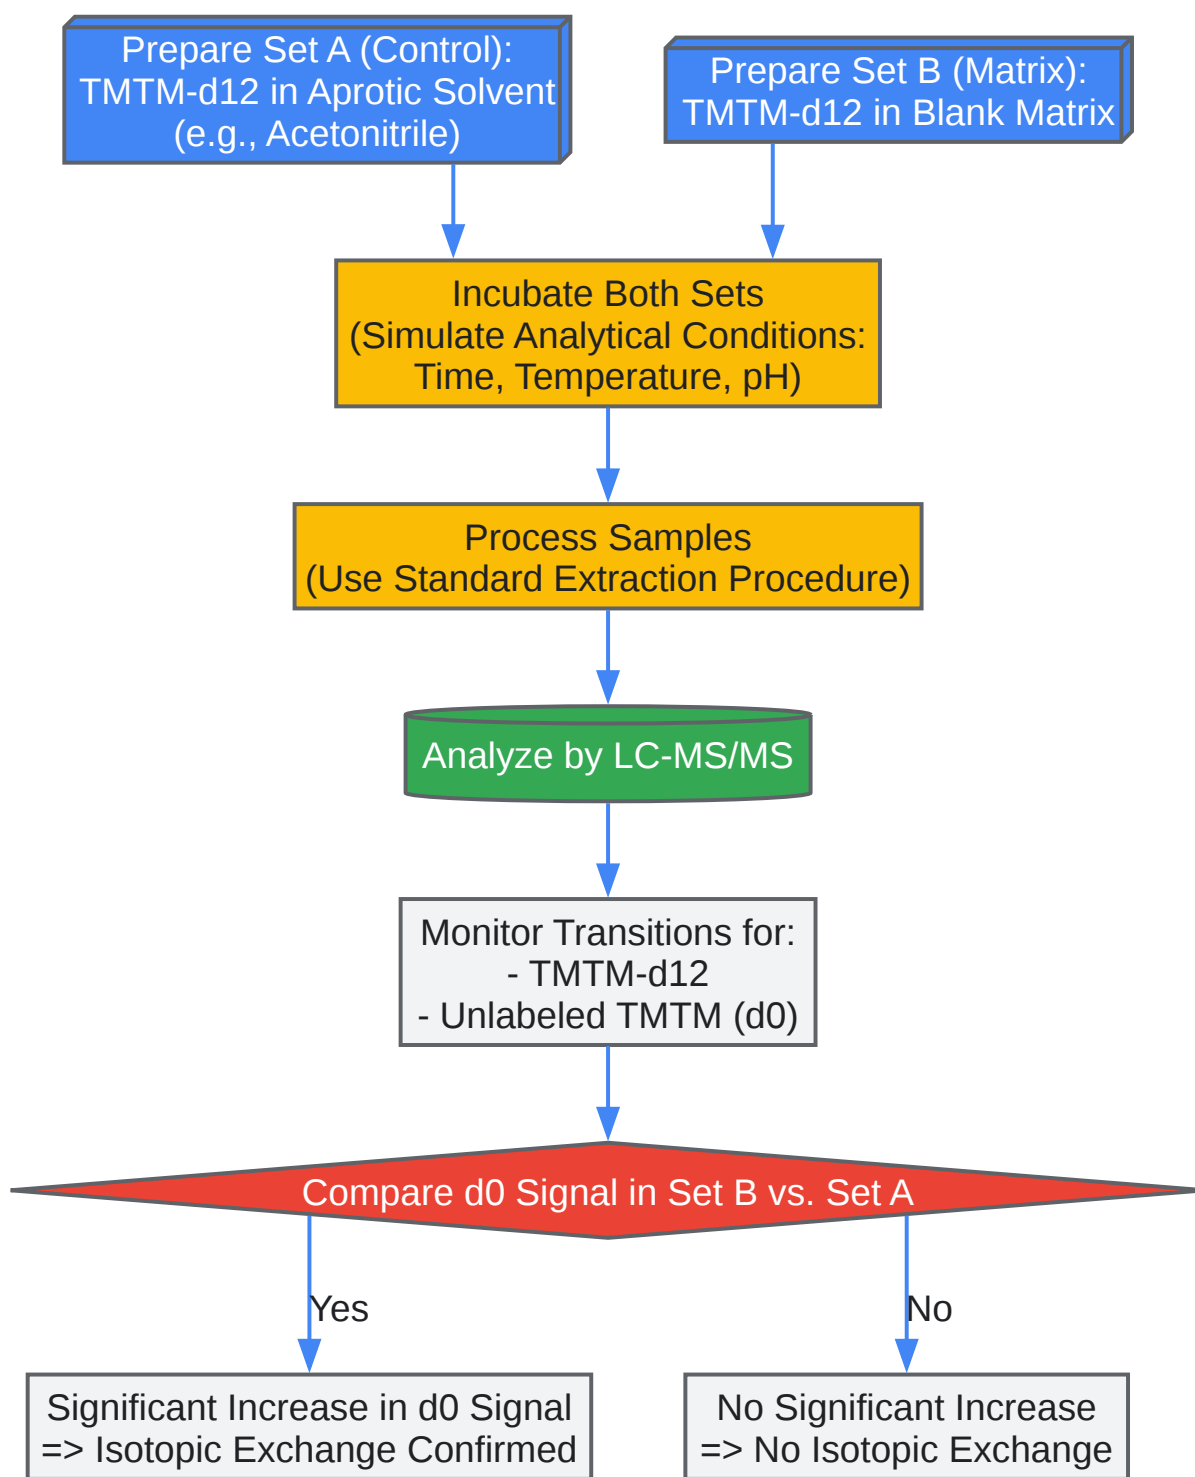 Prepare Set A (Control):
TMTM-d12 in Aprotic Solvent
(e.g., Acetonitrile)
Prepare Set B (Matrix):
TMTM-d12 in Blank Matrix
Incubate Both Sets
(Simulate Analytical Conditions:
Time, Temperature, pH)
Process Samples
(Use Standard Extraction Procedure)
Analyze by LC-MS/MS
Monitor Transitions for:
- TMTM-d12
- Unlabeled TMTM (d0)
Compare d0 Signal in Set B vs. Set A
Yes
No
Significant Increase in d0 Signal
=> Isotopic Exchange Confirmed
No Significant Increase
=> No Isotopic Exchange